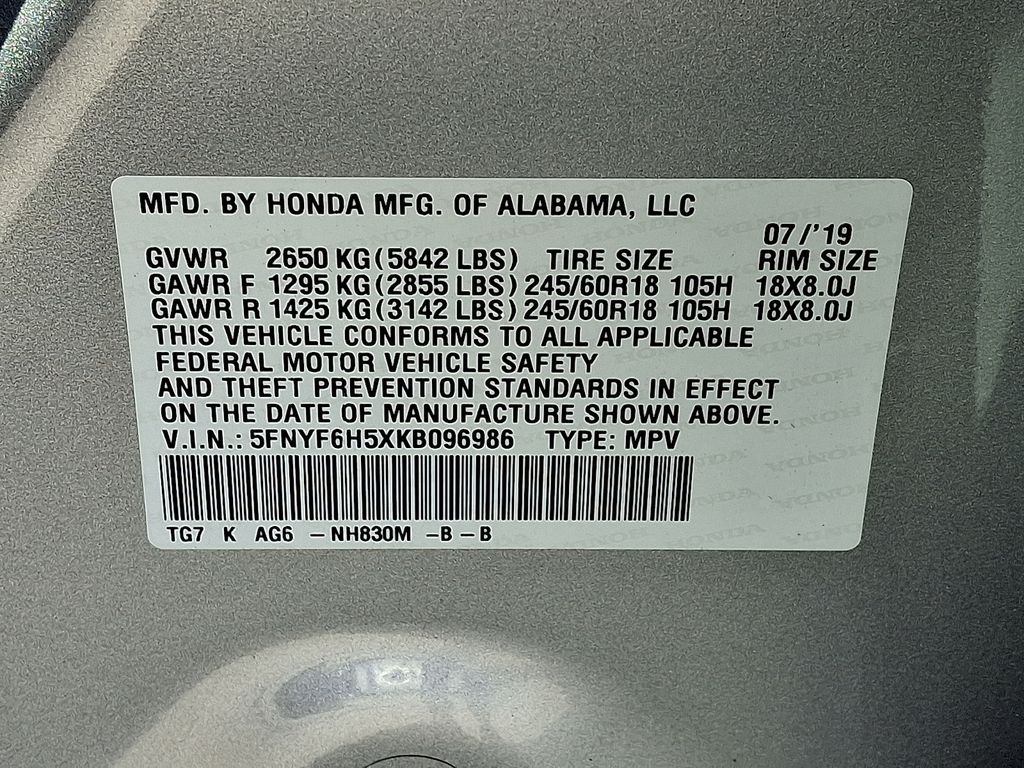 MFD. BY HONDA MFG. OF ALABAMA, LLC
07/'19
GVWR 2650 KG(5842 LBS) TIRE SIZE RIM SIZE
GAWR F 1295 KG(2855 LBS) 245/60R18 105H 18X8.0J
GAWR R 1425 KG(3142 LBS) 245/60R18 105H 18X8.0J
THIS VEHICLE CONFORMS TO ALL APPLICABLE
FEDERAL MOTOR VEHICLE SAFETY
AND THEFT PREVENTION STANDARDS IN EFFECT
ON THE DATE OF MANUFACTURE SHOWN ABOVE.
V.I.N.: 5FNYF6H5XKB096986 TYPE: MPV
TG7 K AG6 -NH830M -B-B